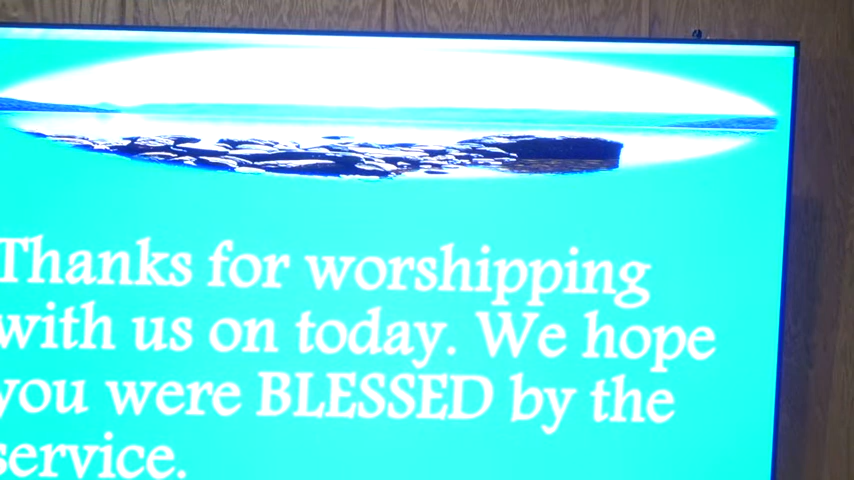 Thanks for worshipping
with us on today. We hope
you were BLESSED by the
service.